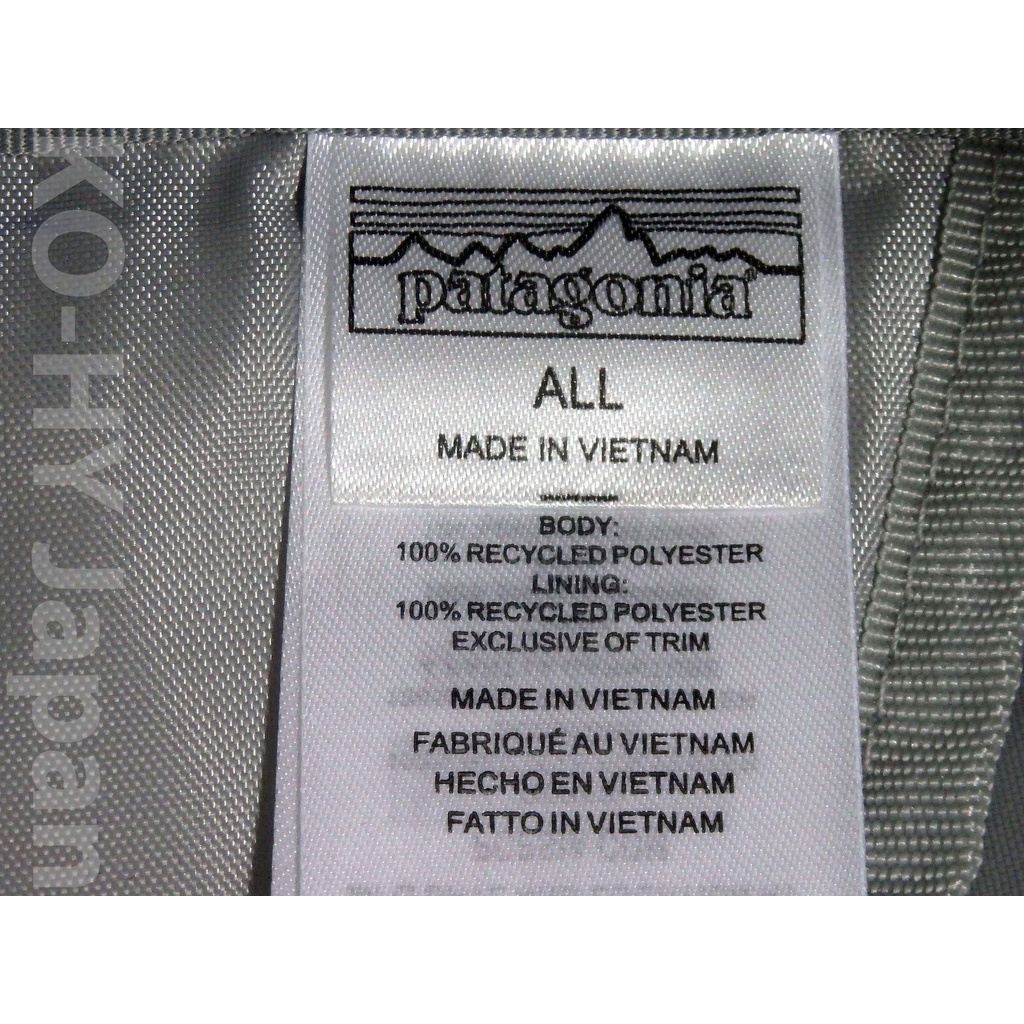 patagonia®
ALL
MADE IN VIETNAM
BODY:
100% RECYCLED POLYESTER
LINING:
100% RECYCLED POLYESTER
EXCLUSIVE OF TRIM
MADE IN VIETNAM
FABRIQUÉ AU VIETNAM
HECHO EN VIETNAM
FATTO IN VIETNAM
KO-HY Japan